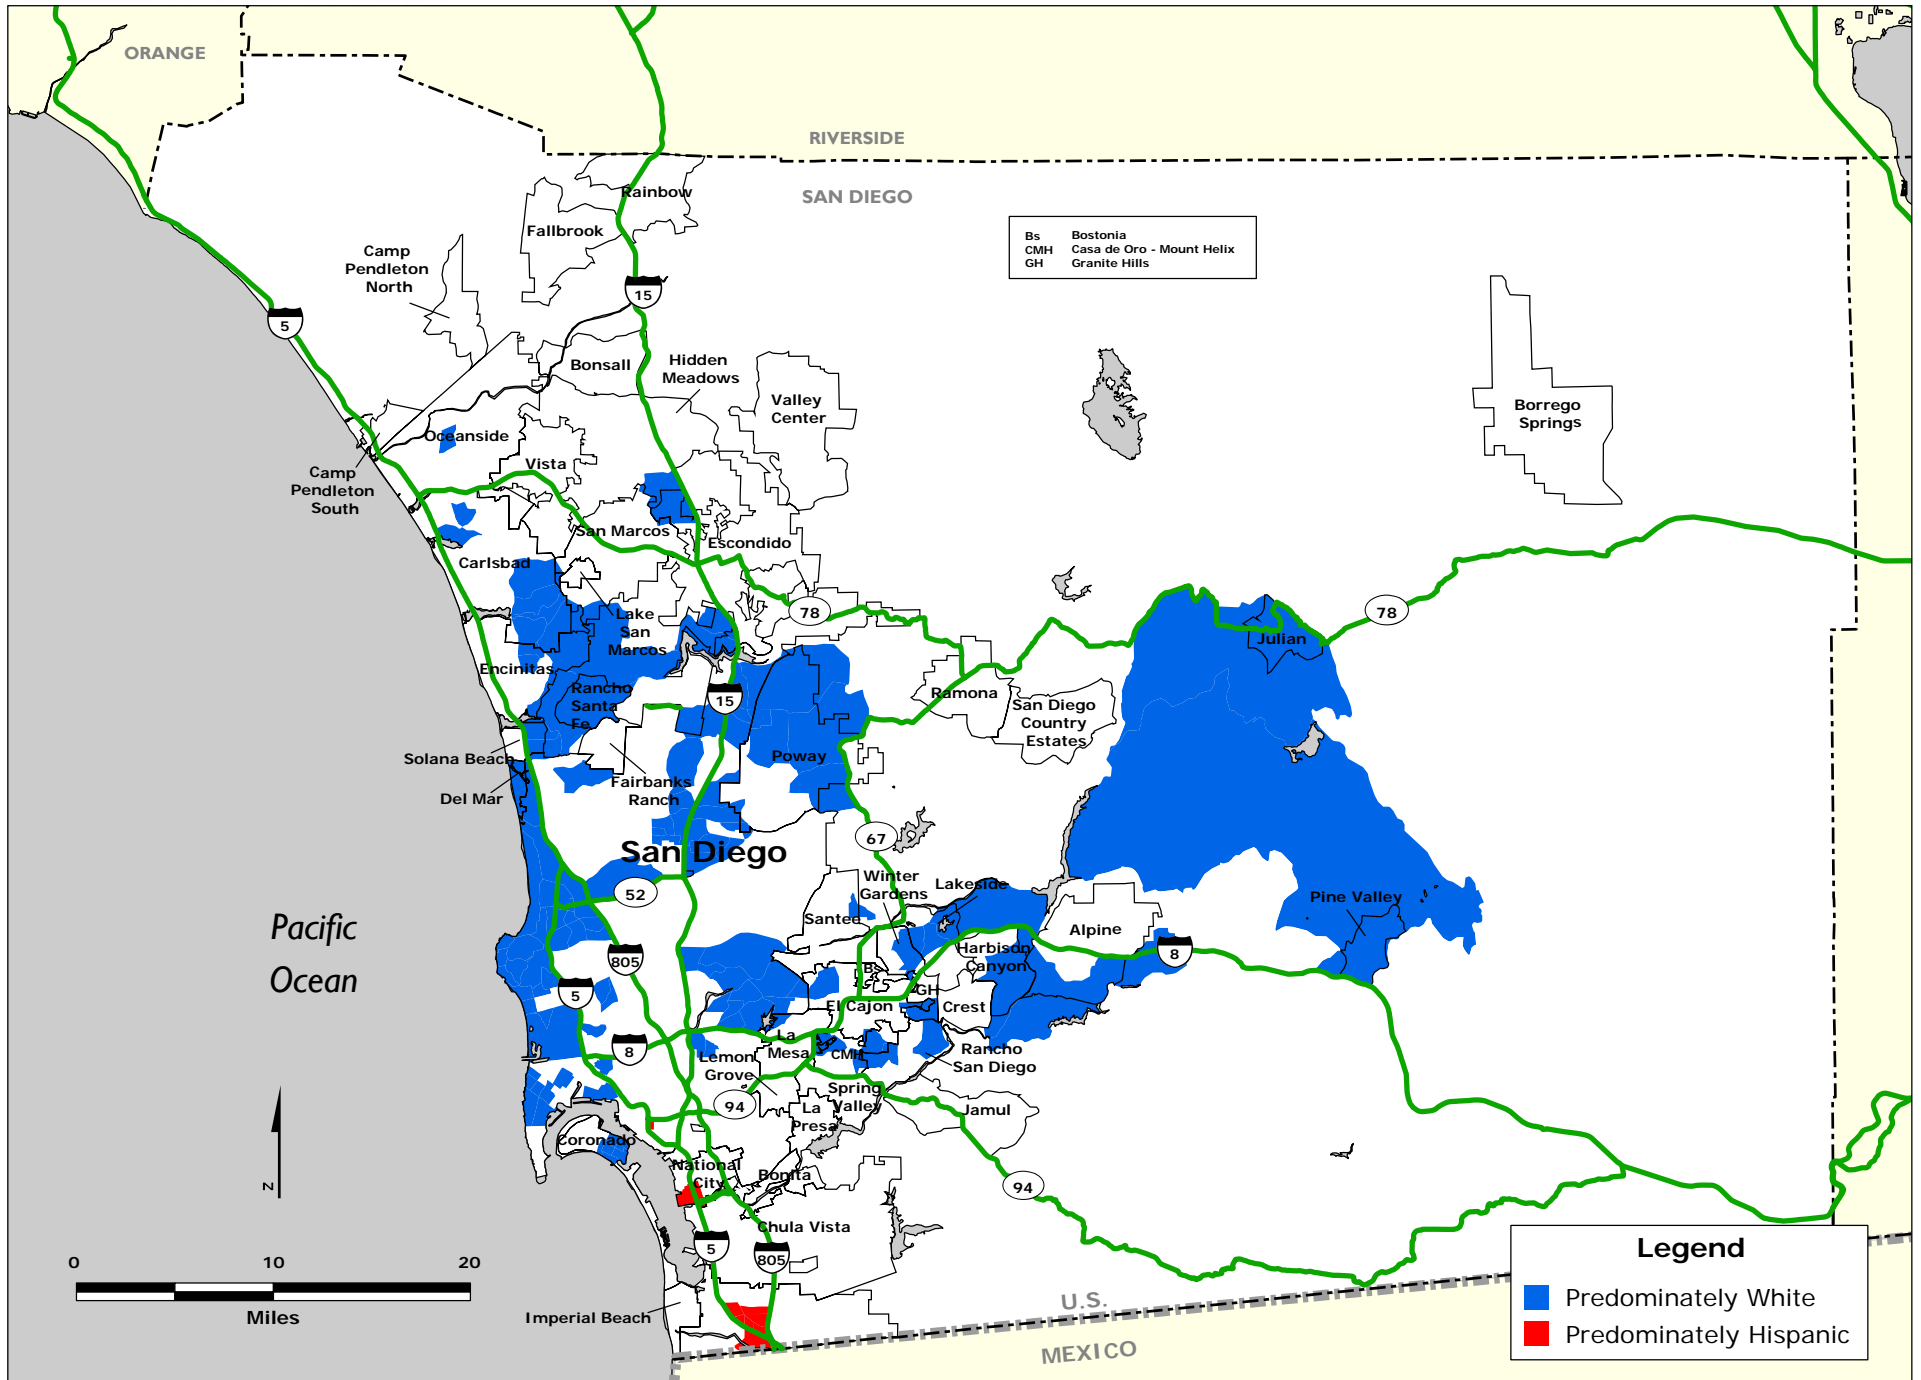 ORANGE
RIVERSIDE
SAN DIEGO
Rainbow
Fallbrook
Bs Bostonia
CMH Casa de Oro - Mount Helix
GH Granite Hills
Camp
Pendleton
North
15
5
Bonsall
Hidden
Meadows
Valley
Center
Borrego
Springs
Oceanside
Vista
Camp
Pendleton
South
San Marcos
Escondido
Carlsbad
78
78
Lake
San
Marcos
Julian
Encinitas
Rancho
Santa
Fe
15
Ramona
San Diego
Country
Estates
Solana Beach
Poway
Fairbanks
Ranch
Del Mar
67
San Diego
52
Winter
Gardens
Lakeside
Pine Valley
Santee
Alpine
Pacific
Ocean
805
Harbison
Canyon
8
Bs
5
GH
El Cajon
Crest
La
Mesa
8
Lemon
Grove
CMH
Rancho
San Diego
94
Spring
Valley
La
Presa
Jamul
Coronado
National
City
Bonita
94
N
Chula Vista
5
805
0 10 20
Miles
Imperial Beach
U.S.
MEXICO
Legend
Predominately White
Predominately Hispanic